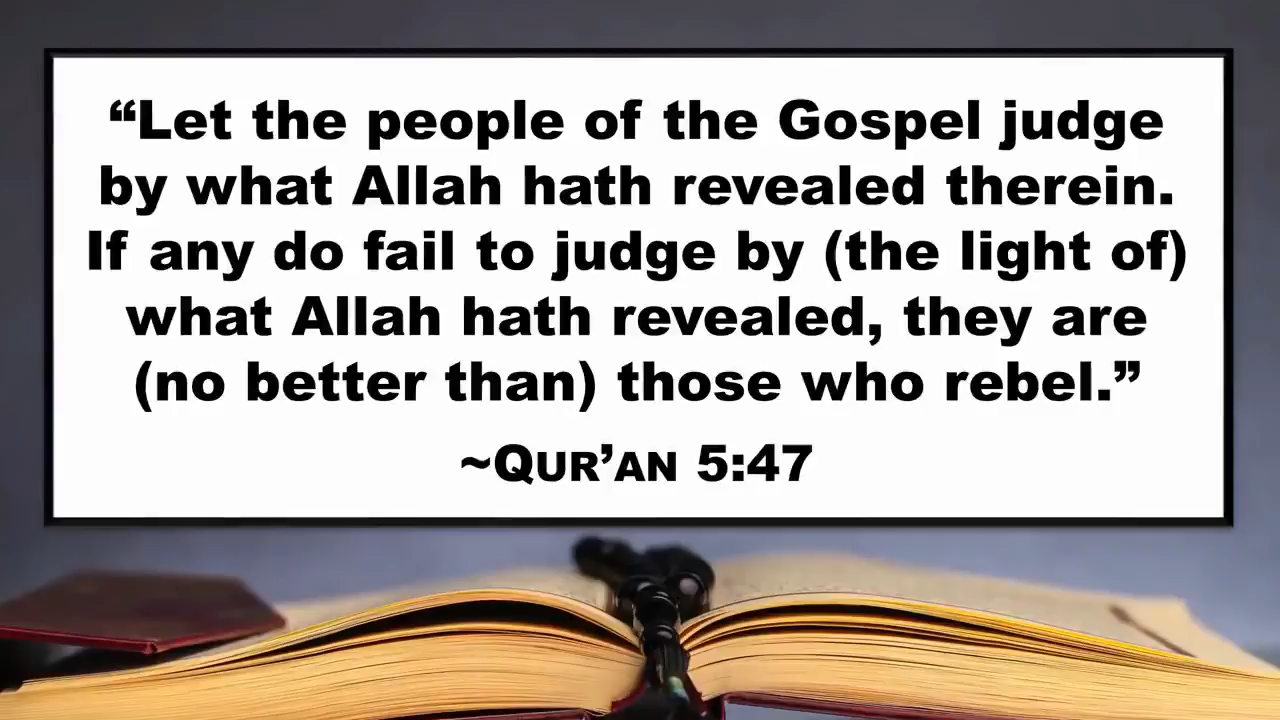 “Let the people of the Gospel judge
by what Allah hath revealed therein.
If any do fail to judge by (the light of)
what Allah hath revealed, they are
(no better than) those who rebel.”
~QUR’AN 5:47